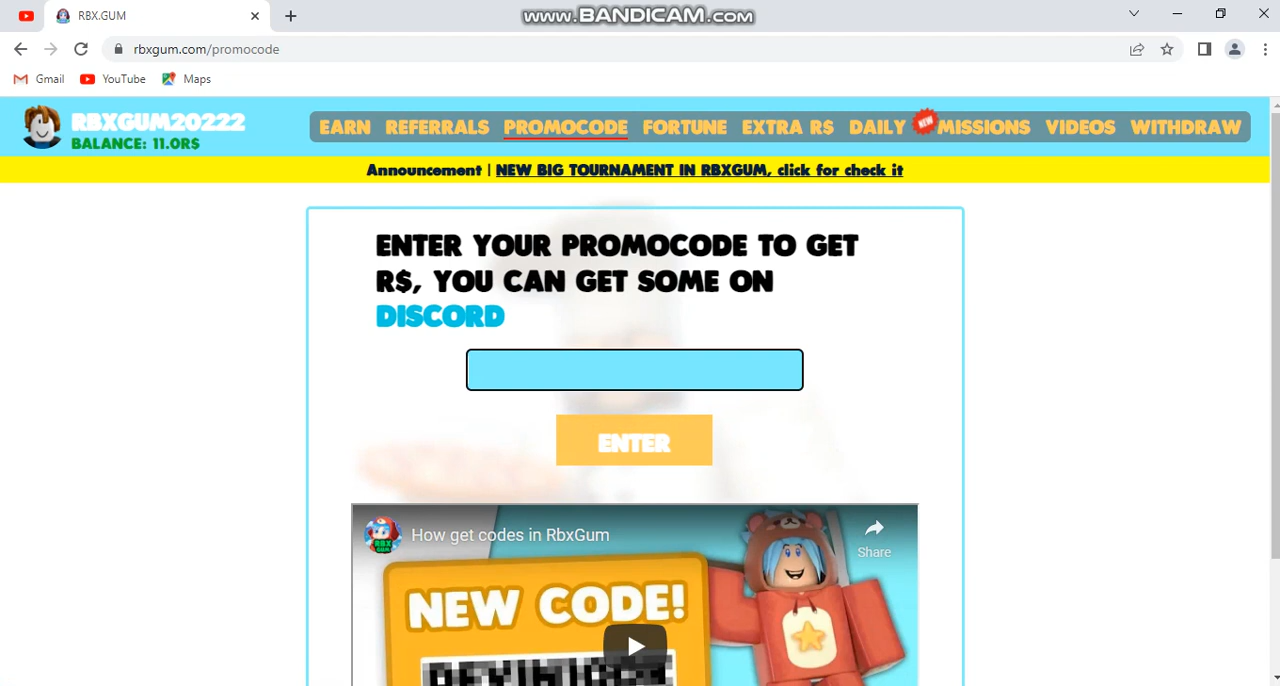 RBX.GUM
www.BANDICAM.com
rbxgum.com/promocode
Gmail
YouTube
Maps
RBXGUM20222
BALANCE: 11.0R$
EARN
REFERRALS
PROMOCODE
FORTUNE
EXTRA R$
DAILY
NEW
MISSIONS
VIDEOS
WITHDRAW
Announcement | NEW BIG TOURNAMENT IN RBXGUM, click for check it
ENTER YOUR PROMOCODE TO GET
R$, YOU CAN GET SOME ON
DISCORD
ENTER
RBX
GUM
How get codes in RbxGum
Share
NEW CODE!